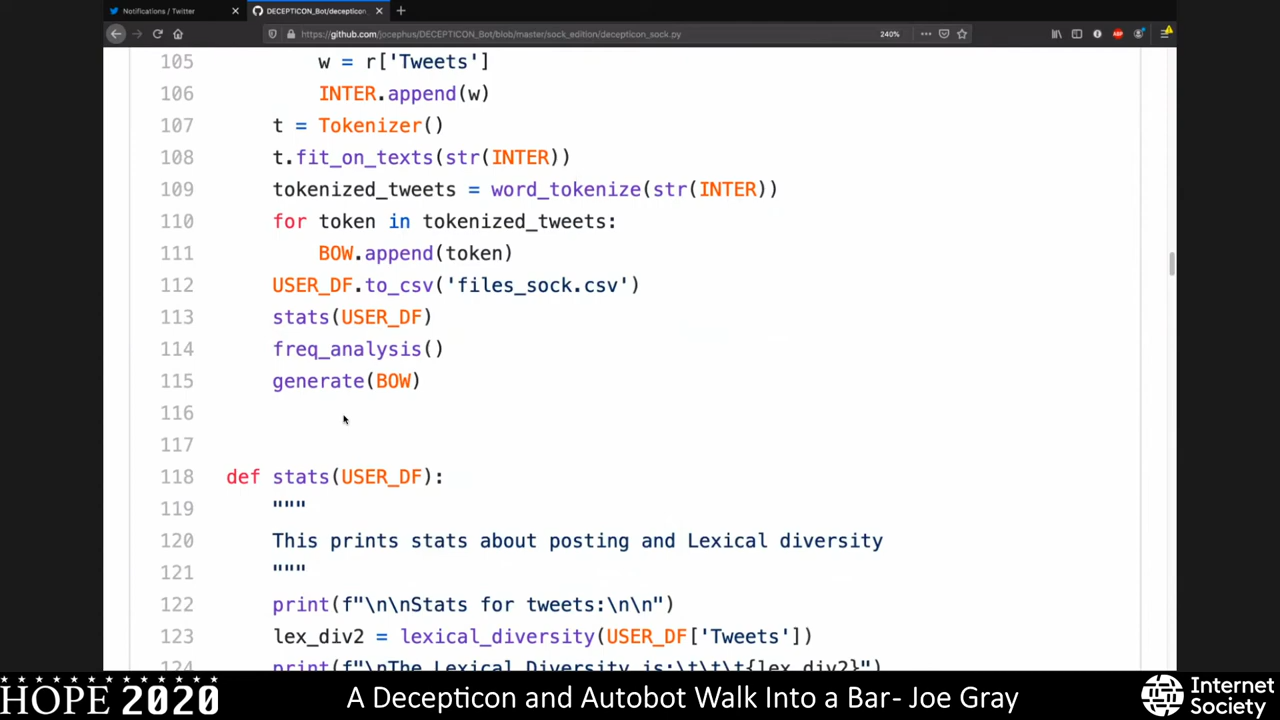 Notifications / Twitter
DECEPTICON_Bot/decepticon
https://github.com/jocephus/DECEPTICON_Bot/blob/master/sock_edition/decepticon_sock.py
240%
105 w = r['Tweets']
106 INTER.append(w)
107 t = Tokenizer()
108 t.fit_on_texts(str(INTER))
109 tokenized_tweets = word_tokenize(str(INTER))
110 for token in tokenized_tweets:
111 BOW.append(token)
112 USER_DF.to_csv('files_sock.csv')
113 stats(USER_DF)
114 freq_analysis()
115 generate(BOW)
116
117
118 def stats(USER_DF):
119 """
120 This prints stats about posting and Lexical diversity
121 """
122 print(f"\n\nStats for tweets:\n\n")
123 lex_div2 = lexical_diversity(USER_DF['Tweets'])
124 print(f"\nThe Lexical Diversity is:\t\t\t{lex_div2}")
HOPE 2020
A Decepticon and Autobot Walk Into a Bar- Joe Gray
Internet
Society